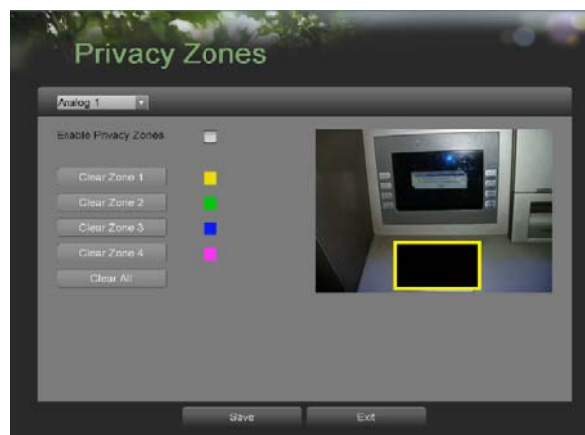 Privacy Zones
Analog 1
Enable Privacy Zones
Clear Zone 1
Clear Zone 2
Clear Zone 3
Clear Zone 4
Clear All
Save
Exit